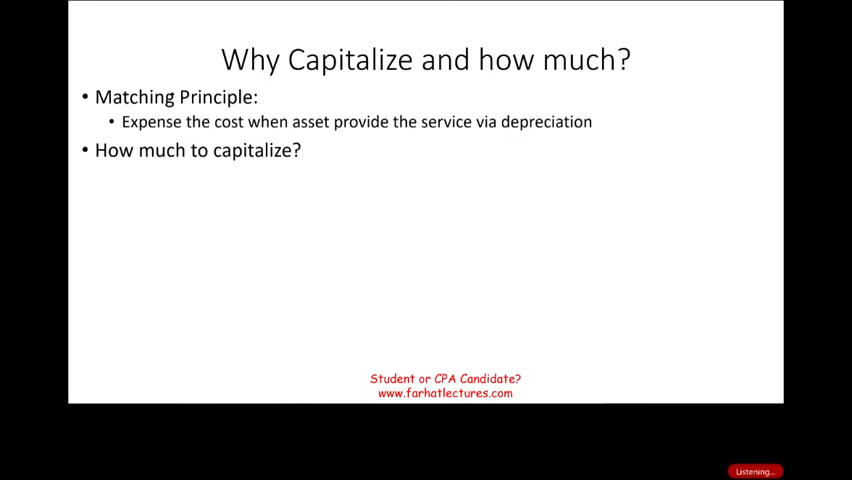 Why Capitalize and how much?
• Matching Principle:
• Expense the cost when asset provide the service via depreciation
• How much to capitalize?
Student or CPA Candidate?
www.farhatlectures.com
Listening...